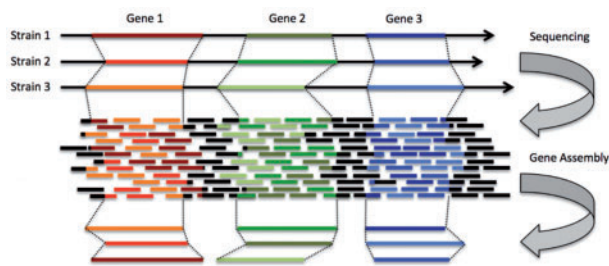 Gene 1 Gene 2 Gene 3
Strain 1
Sequencing
Strain 2
Strain 3
Gene Assembly